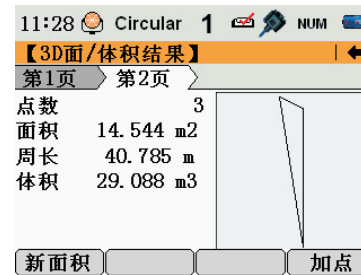 11:28 Circular 1 NUM
【3D面/体积结果】
第1页 第2页
点数 3
面积 14.544 m2
周长 40.785 m
体积 29.088 m3
新面积 加点